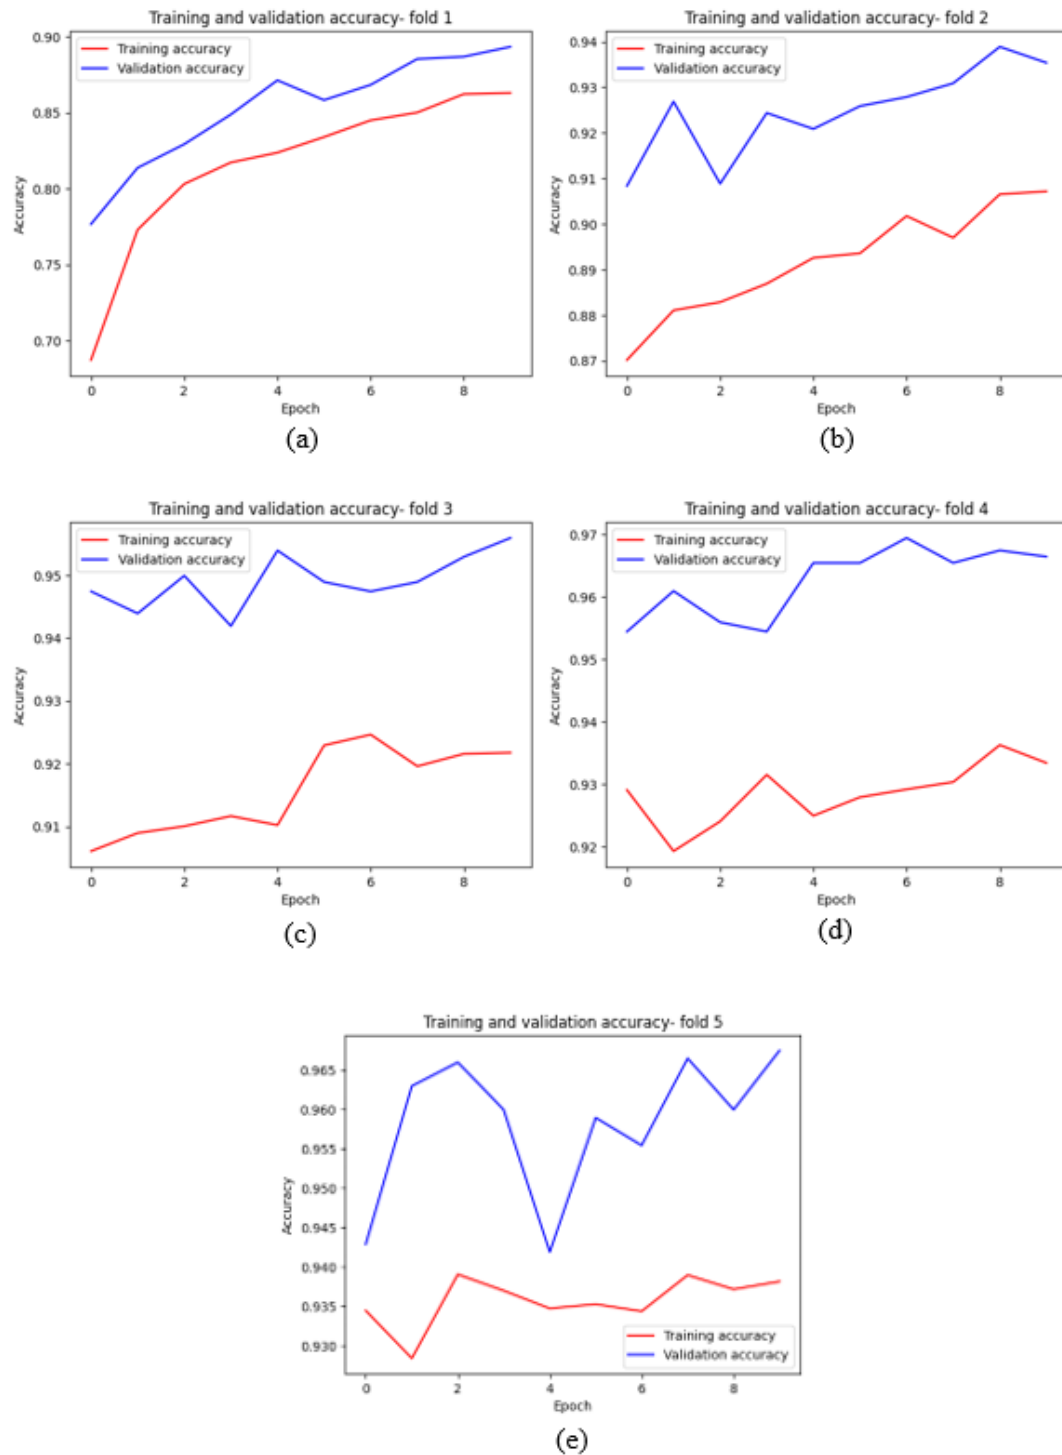 Training and validation accuracy- fold 1
Training accuracy
Validation accuracy
0.90
0.85
0.80
0.75
0.70
Accuracy
0 2 4 6 8
Epoch
(a)
Training and validation accuracy- fold 2
Training accuracy
Validation accuracy
0.94
0.93
0.92
0.91
0.90
0.89
0.88
0.87
Accuracy
0 2 4 6 8
Epoch
(b)
Training and validation accuracy- fold 3
Training accuracy
Validation accuracy
0.95
0.94
0.93
0.92
0.91
Accuracy
0 2 4 6 8
Epoch
(c)
Training and validation accuracy- fold 4
Training accuracy
Validation accuracy
0.97
0.96
0.95
0.94
0.93
0.92
Accuracy
0 2 4 6 8
Epoch
(d)
Training and validation accuracy- fold 5
0.965
0.960
0.955
0.950
0.945
0.940
0.935
0.930
Accuracy
Training accuracy
Validation accuracy
0 2 4 6 8
Epoch
(e)